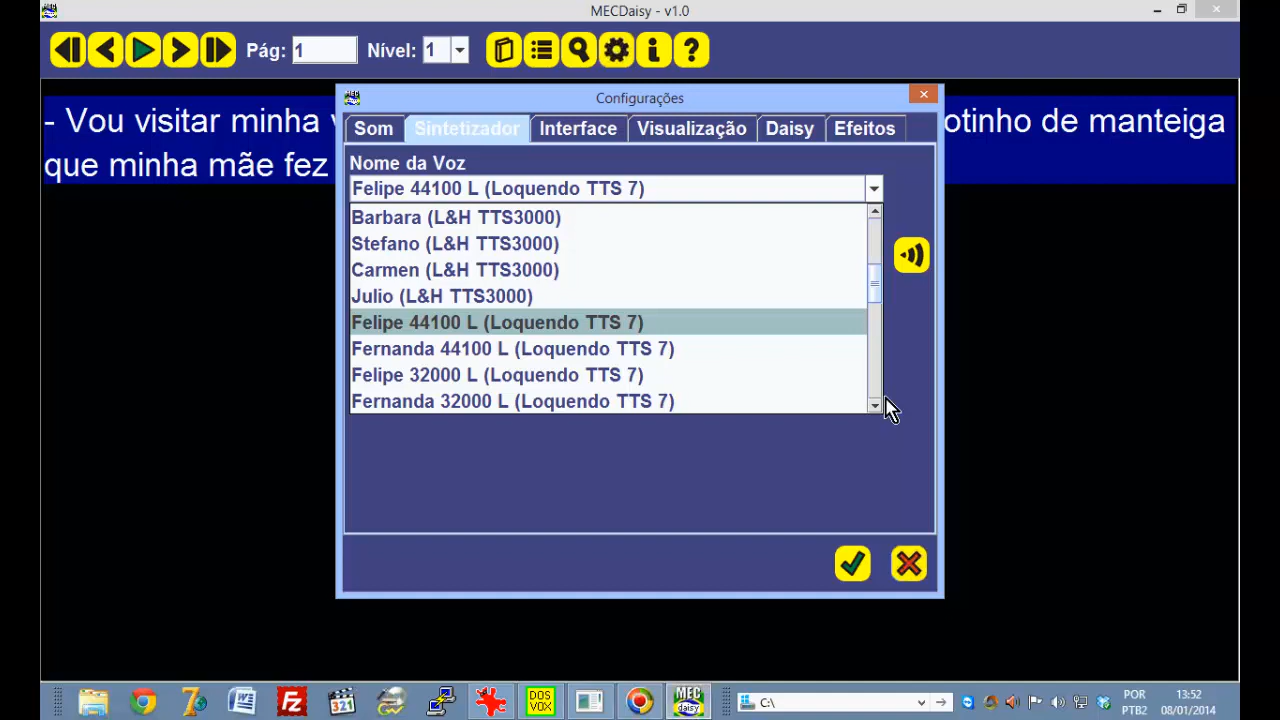 MECDaisy - v1.0
Pág: 1 Nível: 1
- Vou visitar minha
otinho de manteiga
que minha mãe fez
Configurações
Som Sintetizador Interface Visualização Daisy Efeitos
Nome da Voz
Felipe 44100 L (Loquendo TTS 7)
Barbara (L&H TTS3000)
Stefano (L&H TTS3000)
Carmen (L&H TTS3000)
Julio (L&H TTS3000)
Felipe 44100 L (Loquendo TTS 7)
Fernanda 44100 L (Loquendo TTS 7)
Felipe 32000 L (Loquendo TTS 7)
Fernanda 32000 L (Loquendo TTS 7)
321
DOS VOX
MEC daisy
C:\
POR
PTB2
13:52
08/01/2014